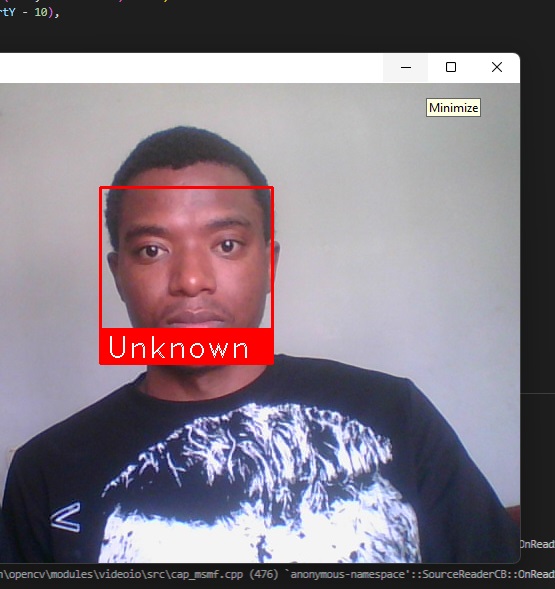 rtY - 10),
Minimize
Unknown
OnRead
n\opencv\modules\videoio\src\cap_msmf.cpp (476) `anonymous-namespace'::SourceReaderCB::OnRead